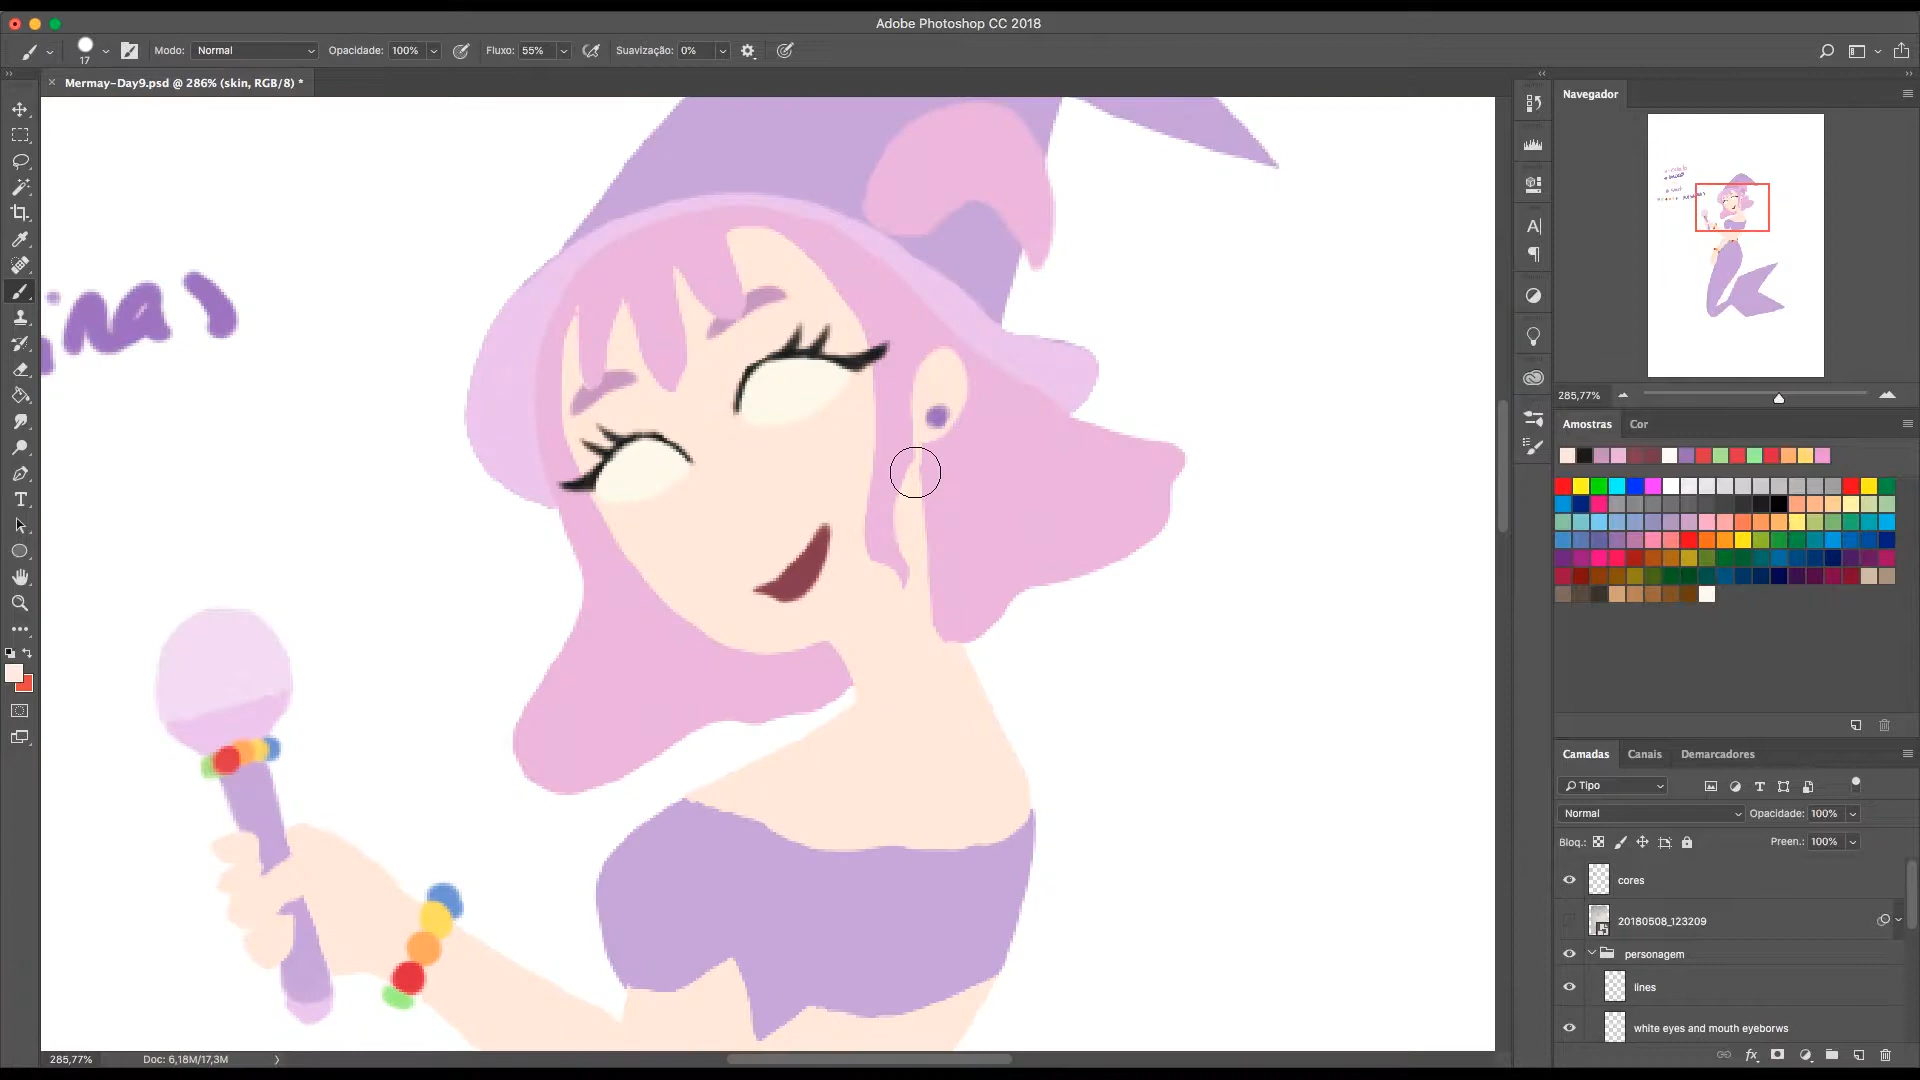 Adobe Photoshop CC 2018
17
Modo: Normal
Opacidade: 100%
Fluxo: 55%
Suavização: 0%
Mermay-Day9.psd @ 286% (skin, RGB/8) *
Navegador
285,77%
Amostras
Cor
Camadas
Canais
Demarcadores
Tipo
Normal
Opacidade: 100%
Bloq.:
Preen.: 100%
cores
20180508_123209
personagem
lines
white eyes and mouth eyeborws
285,77%
Doc: 6,18M/17,3M